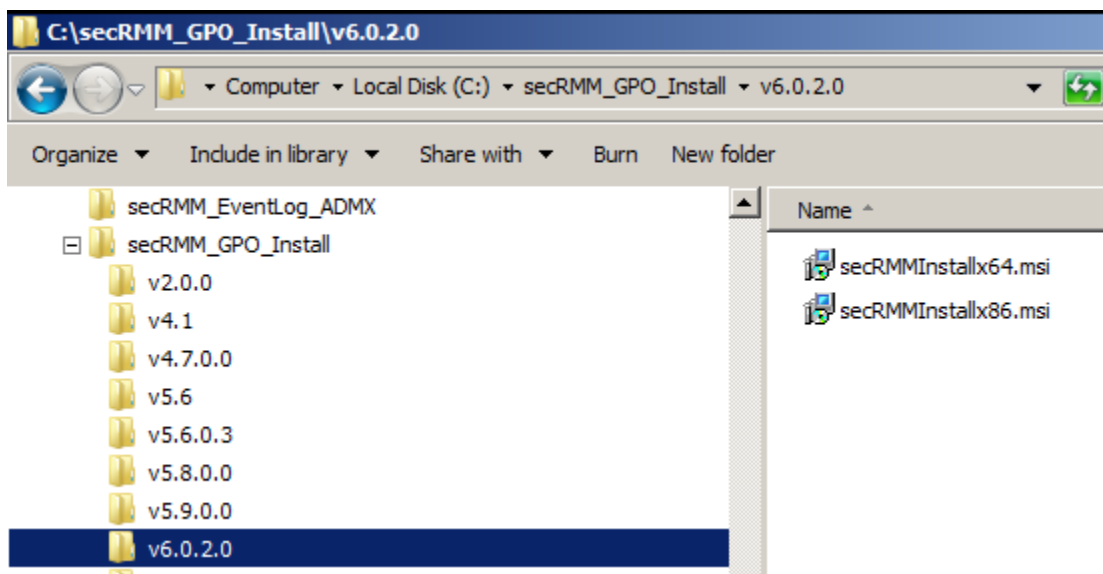 C:\secRMM_GPO_Install\v6.0.2.0
Computer Local Disk (C:) secRMM_GPO_Install v6.0.2.0
Organize Include in library Share with Burn New folder
secRMM_EventLog_ADMX
secRMM_GPO_Install
v2.0.0
v4.1
v4.7.0.0
v5.6
v5.6.0.3
v5.8.0.0
v5.9.0.0
v6.0.2.0
Name
secRMMInstallx64.msi
secRMMInstallx86.msi